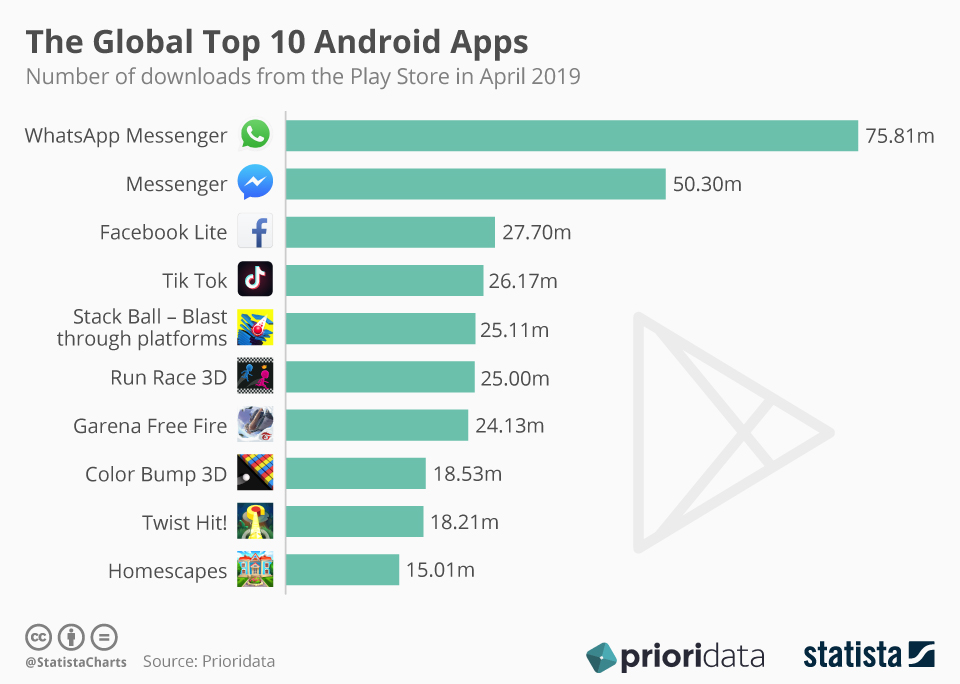 The Global Top 10 Android Apps
Number of downloads from the Play Store in April 2019
WhatsApp Messenger 75.81m
Messenger 50.30m
Facebook Lite 27.70m
Tik Tok 26.17m
Stack Ball – Blast
through platforms 25.11m
Run Race 3D 25.00m
Garena Free Fire 24.13m
Color Bump 3D 18.53m
Twist Hit! 18.21m
Homescapes 15.01m
cc
@StatistaCharts Source: Prioridata
prioridata
statista